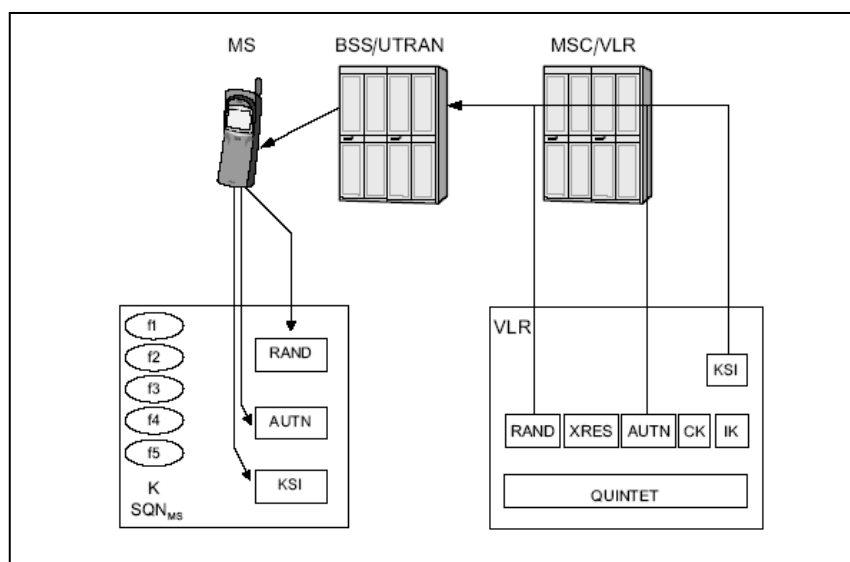 MS
BSS/UTRAN
MSC/VLR
f1
f2
f3
f4
f5
K
SQN_MS
RAND
AUTN
KSI
VLR
KSI
RAND
XRES
AUTN
CK
IK
QUINTET